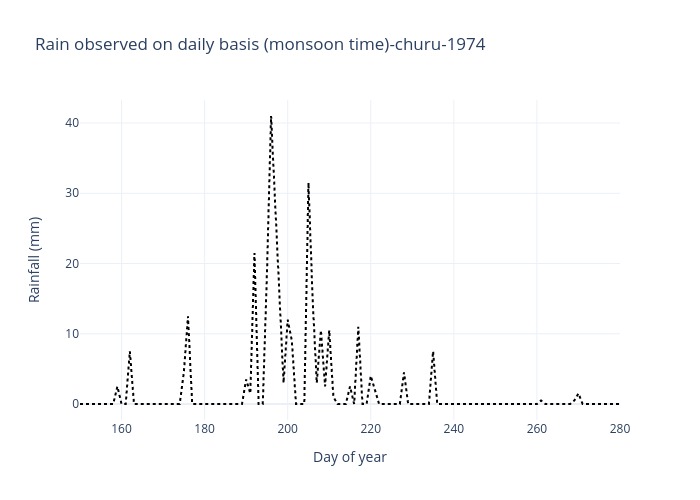 Rain observed on daily basis (monsoon time)-churu-1974
40
30
20
10
0
Rainfall (mm)
160 180 200 220 240 260 280
Day of year